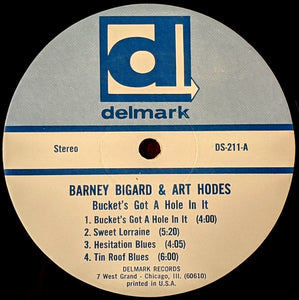 d
delmark
Stereo DS-211-A
BARNEY BIGARD & ART HODES
Bucket's Got A Hole In It
1. Bucket's Got A Hole In It (4:00)
2. Sweet Lorraine (5:20)
3. Hesitation Blues (4:05)
4. Tin Roof Blues (6:00)
DELMARK RECORDS
7 West Grand - Chicago, Ill. (60610)
printed in U.S.A.